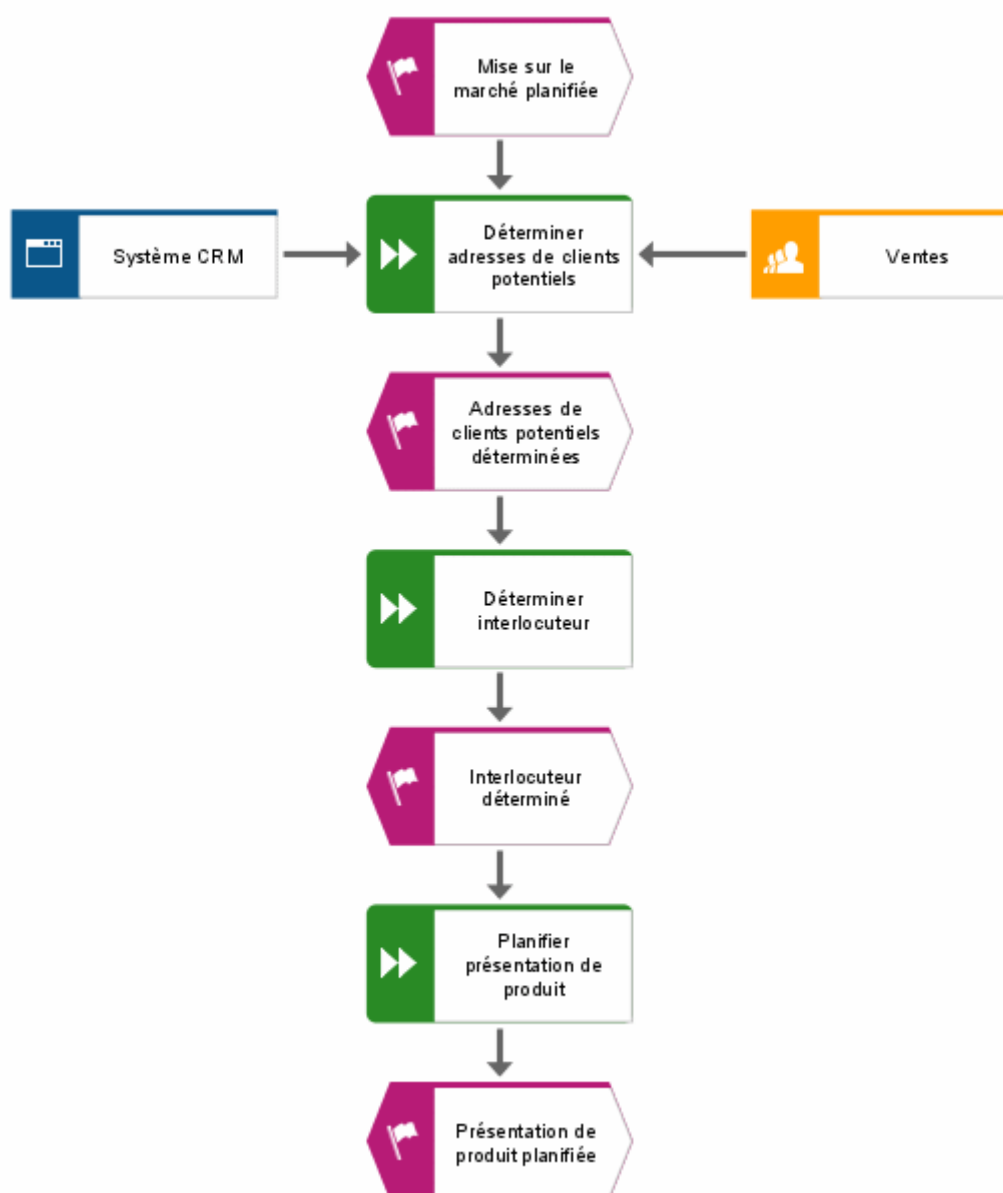 Mise sur le
marché planifiée
Système CRM
Déterminer
adresses de clients
potentiels
Ventes
Adresses de
clients potentiels
déterminées
Déterminer
interlocuteur
Interlocuteur
déterminé
Planifier
présentation de
produit
Présentation de
produit planifiée